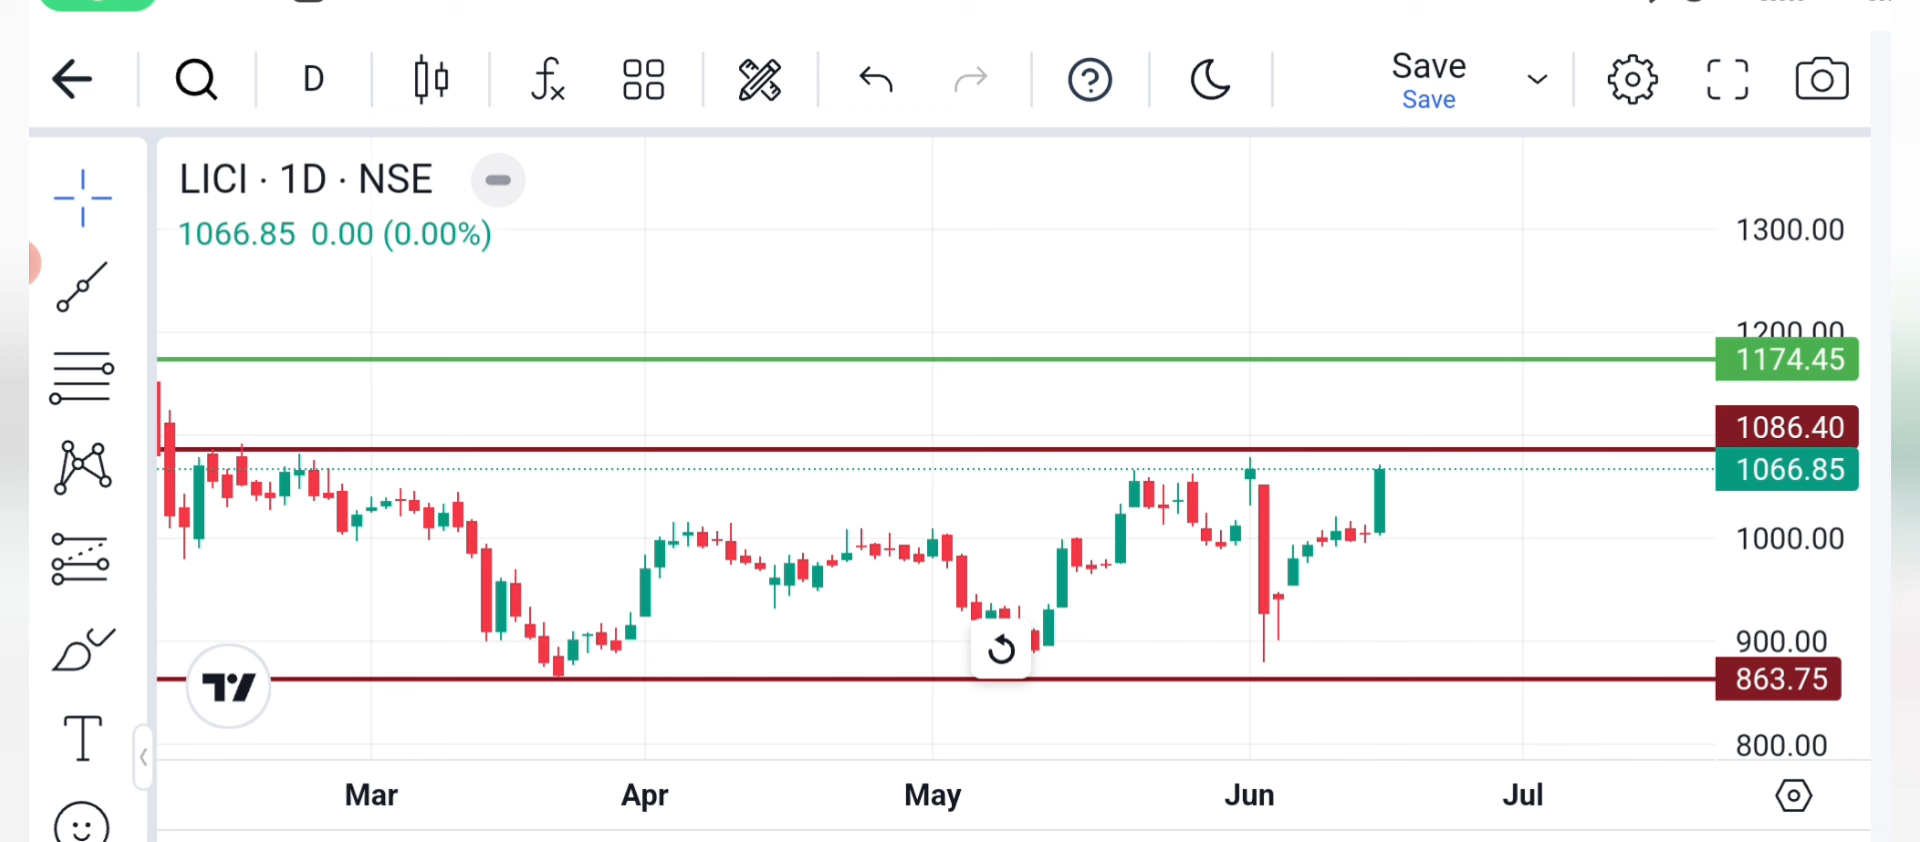 D
fx
Save
Save
LICI · 1D · NSE
1066.85 0.00 (0.00%)
1300.00
1200.00
1174.45
1086.40
1066.85
1000.00
900.00
863.75
800.00
T
Mar Apr May Jun Jul